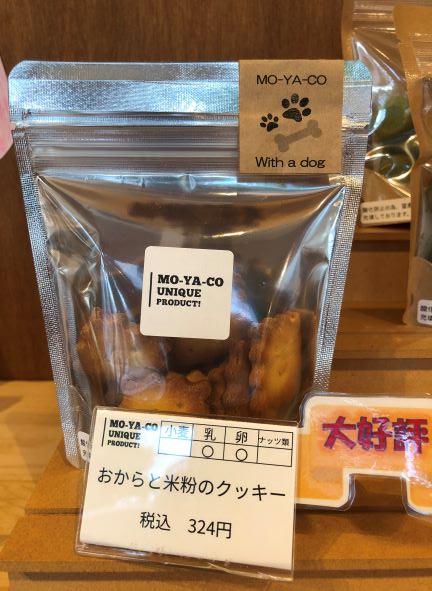 MO-YA-CO
With a dog
MO-YA-CO
UNIQUE
PRODUCT!
MO-YA-CO
UNIQUE
PRODUCT!
小麦 乳 卵 ナッツ類
○ ○
おからと米粉のクッキー
税込 324円
大好評